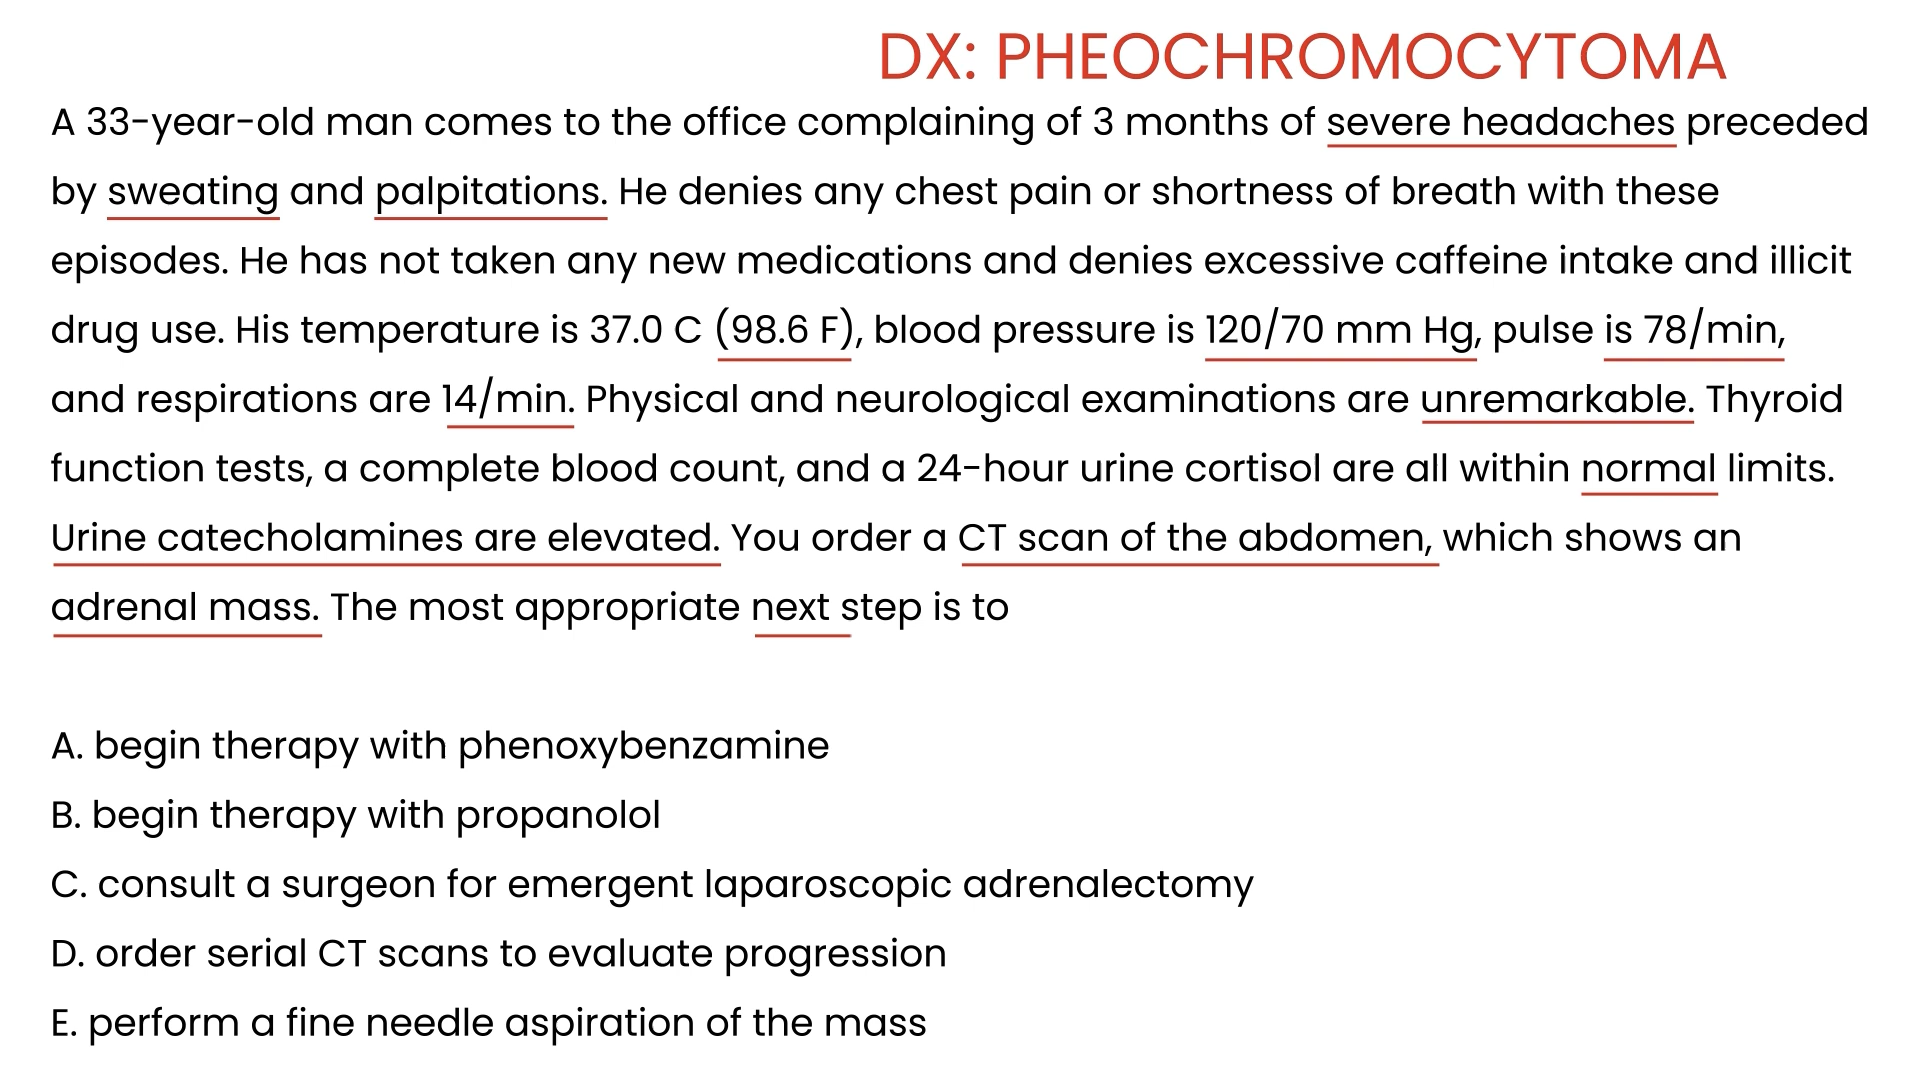 DX: PHEOCHROMOCYTOMA
A 33-year-old man comes to the office complaining of 3 months of severe headaches preceded
by sweating and palpitations. He denies any chest pain or shortness of breath with these
episodes. He has not taken any new medications and denies excessive caffeine intake and illicit
drug use. His temperature is 37.0 C (98.6 F), blood pressure is 120/70 mm Hg, pulse is 78/min,
and respirations are 14/min. Physical and neurological examinations are unremarkable. Thyroid
function tests, a complete blood count, and a 24-hour urine cortisol are all within normal limits.
Urine catecholamines are elevated. You order a CT scan of the abdomen, which shows an
adrenal mass. The most appropriate next step is to
A. begin therapy with phenoxybenzamine
B. begin therapy with propanolol
C. consult a surgeon for emergent laparoscopic adrenalectomy
D. order serial CT scans to evaluate progression
E. perform a fine needle aspiration of the mass